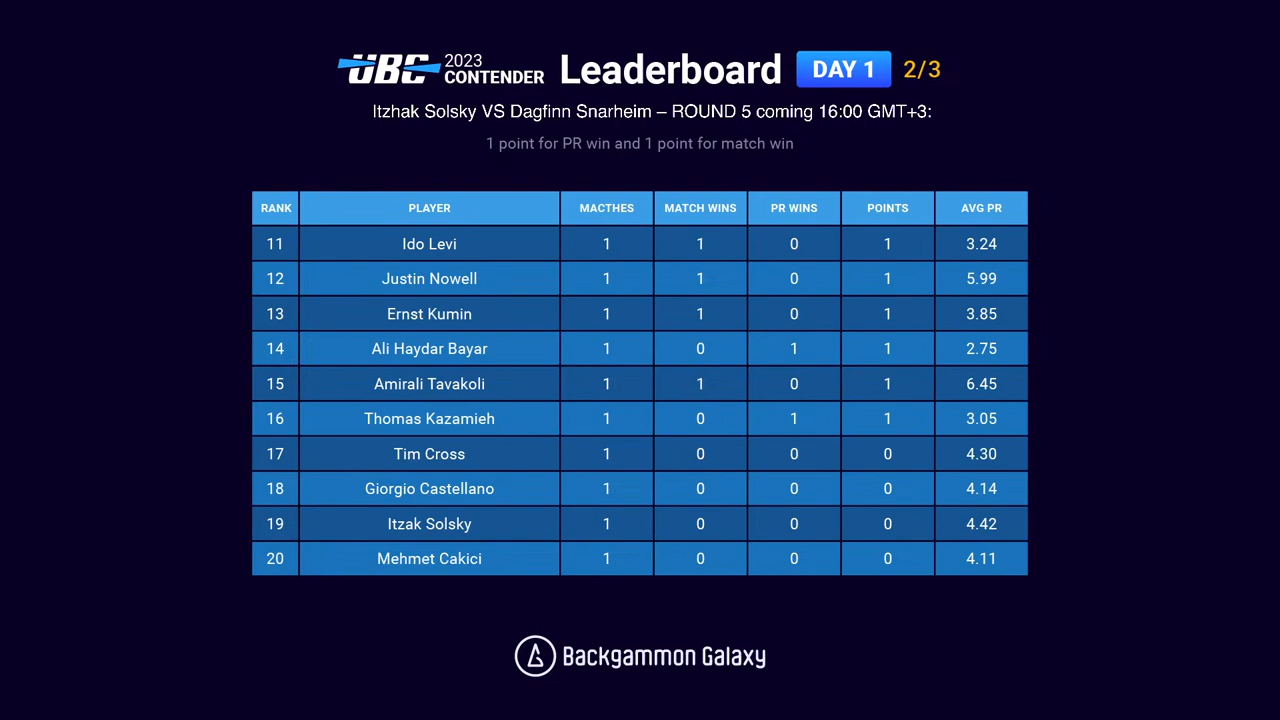 UBC 2023 CONTENDER Leaderboard DAY 1 2/3
Itzhak Solsky VS Dagfinn Snarheim – ROUND 5 coming 16:00 GMT+3:
1 point for PR win and 1 point for match win
RANK PLAYER MACTHES MATCH WINS PR WINS POINTS AVG PR
11 Ido Levi 1 1 0 1 3.24
12 Justin Nowell 1 1 0 1 5.99
13 Ernst Kumin 1 1 0 1 3.85
14 Ali Haydar Bayar 1 0 1 1 2.75
15 Amirali Tavakoli 1 1 0 1 6.45
16 Thomas Kazamieh 1 0 1 1 3.05
17 Tim Cross 1 0 0 0 4.30
18 Giorgio Castellano 1 0 0 0 4.14
19 Itzak Solsky 1 0 0 0 4.42
20 Mehmet Cakici 1 0 0 0 4.11
Backgammon Galaxy